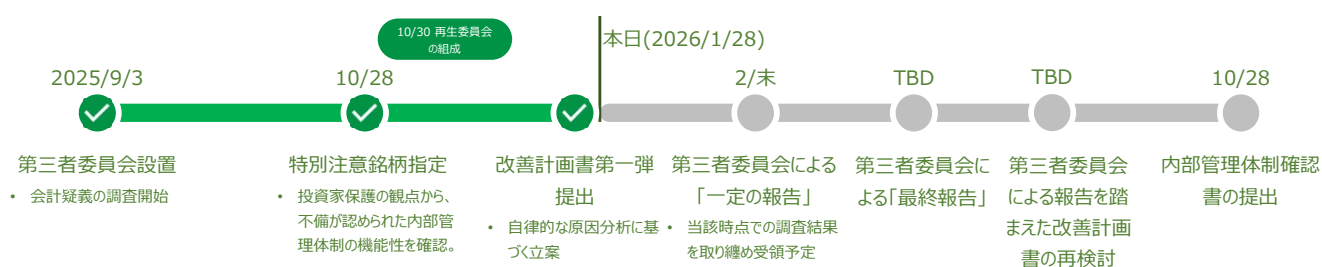 10/30 再生委員会
の組成
本日(2026/1/28)
2025/9/3
10/28
2/末
TBD
TBD
10/28
第三者委員会設置
• 会計疑義の調査開始
特別注意銘柄指定
• 投資家保護の観点から、
不備が認められた内部管
理体制の機能性を確認。
改善計画書第一弾
提出
• 自律的な原因分析に基
づく立案
第三者委員会による
「一定の報告」
• 当該時点での調査結果
を取り纏め受領予定
第三者委員会に
よる「最終報告」
第三者委員会
による報告を踏
まえた改善計画
書の再検討
内部管理体制確認
書の提出